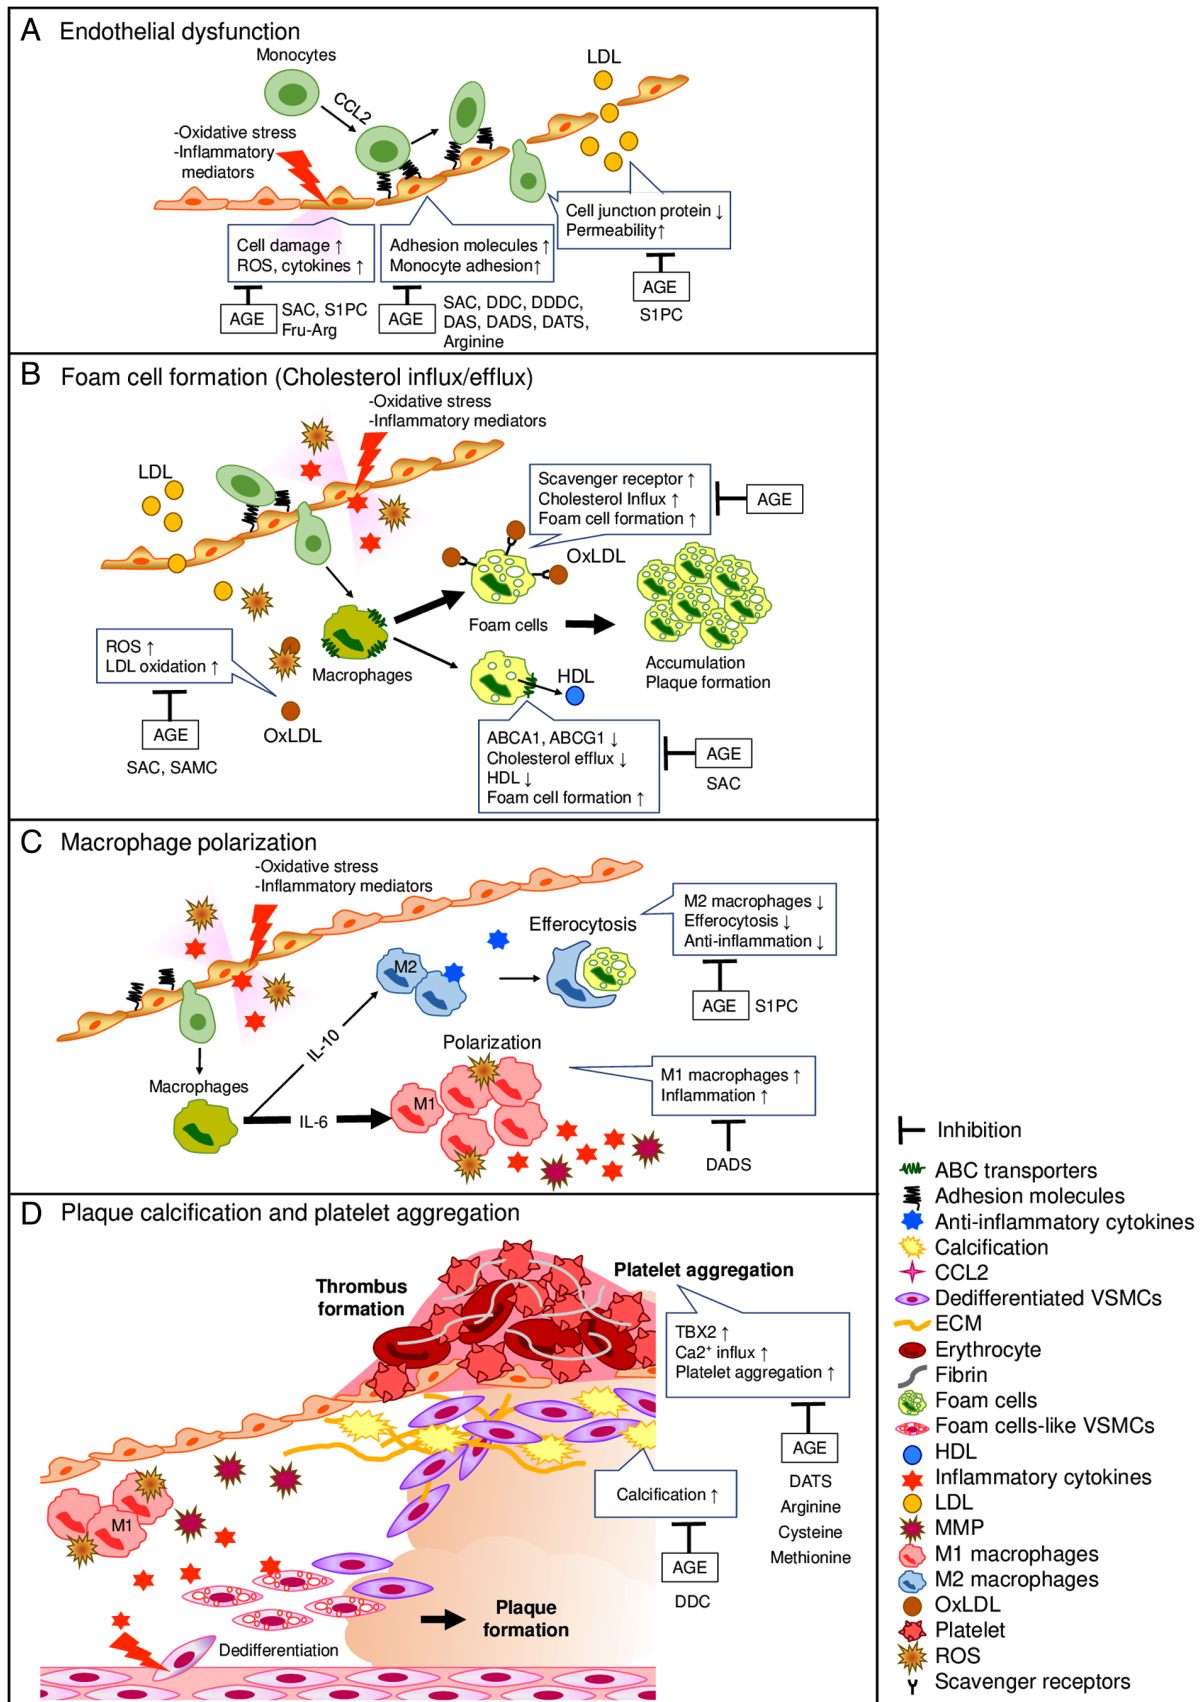 A Endothelial dysfunction
Monocytes
LDL
CCL2
-Oxidative stress
-Inflammatory
mediators
Cell junction protein ↓
Permeability↑
Cell damage ↑
ROS, cytokines ↑
Adhesion molecules ↑
Monocyte adhesion↑
AGE
S1PC
AGE
SAC, S1PC
Fru-Arg
AGE
SAC, DDC, DDDC,
DAS, DADS, DATS,
Arginine
B Foam cell formation (Cholesterol influx/efflux)
-Oxidative stress
-Inflammatory mediators
LDL
Scavenger receptor ↑
Cholesterol Influx ↑
Foam cell formation ↑
AGE
OxLDL
Foam cells
ROS ↑
LDL oxidation ↑
Macrophages
Accumulation
Plaque formation
HDL
AGE
SAC, SAMC
OxLDL
ABCA1, ABCG1 ↓
Cholesterol efflux ↓
HDL ↓
Foam cell formation ↑
AGE
SAC
C Macrophage polarization
-Oxidative stress
-Inflammatory mediators
M2 macrophages ↓
Efferocytosis ↓
Anti-inflammation ↓
Efferocytosis
M2
AGE
S1PC
IL-10
Polarization
Macrophages
M1 macrophages ↑
Inflammation ↑
M1
IL-6
DADS
D Plaque calcification and platelet aggregation
Thrombus
formation
Platelet aggregation
TBX2 ↑
Ca2⁺ influx ↑
Platelet aggregation ↑
AGE
DATS
Arginine
Cysteine
Methionine
Calcification ↑
AGE
DDC
M1
Plaque
formation
Dedifferentiation
Inhibition
ABC transporters
Adhesion molecules
Anti-inflammatory cytokines
Calcification
CCL2
Dedifferentiated VSMCs
ECM
Erythrocyte
Fibrin
Foam cells
Foam cells-like VSMCs
HDL
Inflammatory cytokines
LDL
MMP
M1 macrophages
M2 macrophages
OxLDL
Platelet
ROS
Scavenger receptors